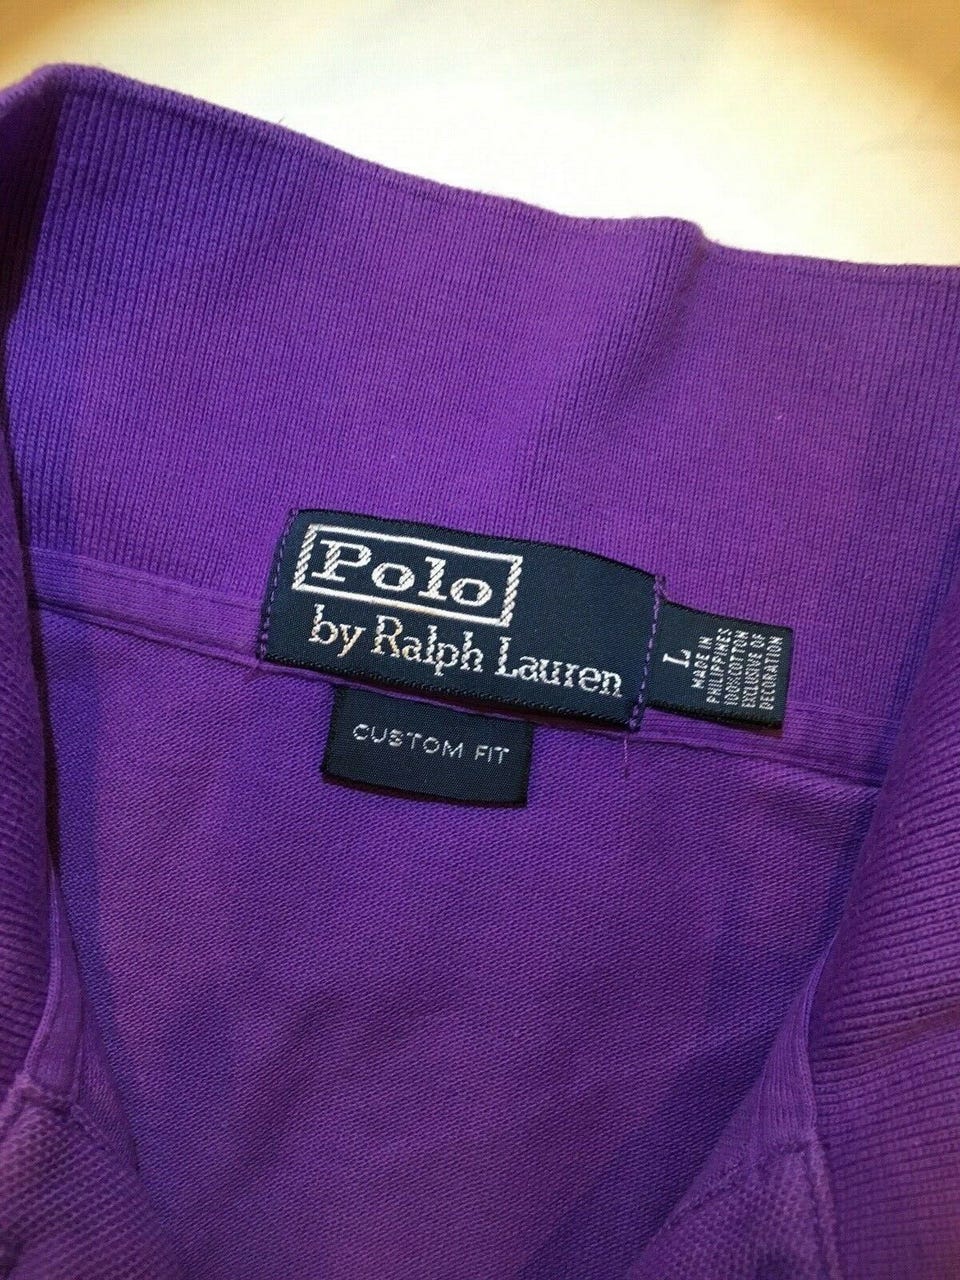 Polo
by Ralph Lauren
CUSTOM FIT
L
MADE IN
PHILIPPINES
100% COTTON
EXCLUSIVE OF
DECORATION